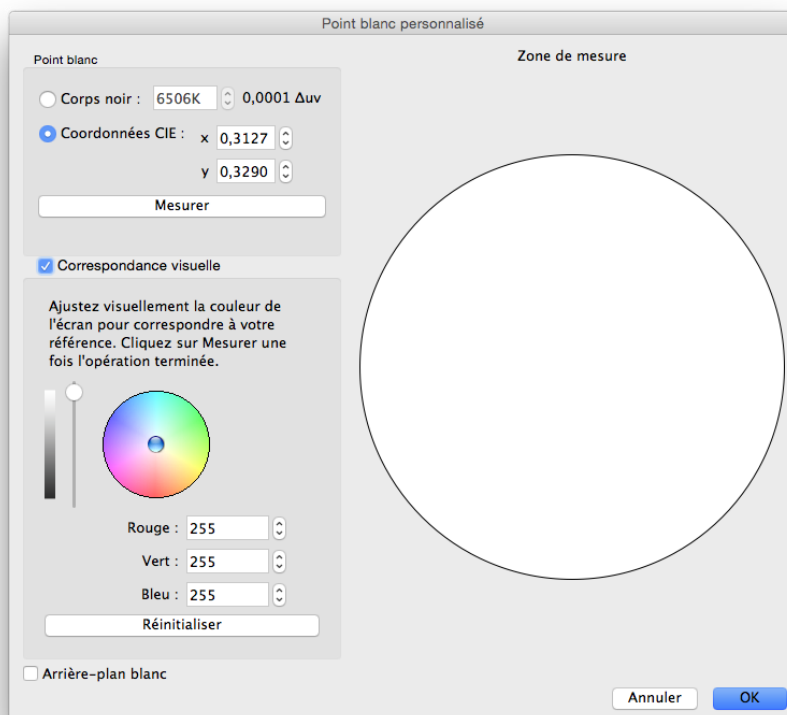 Point blanc personnalisé
Point blanc
Zone de mesure
Corps noir : 6506K 0,0001 Δuv
Coordonnées CIE : x 0,3127
y 0,3290
Mesurer
Correspondance visuelle
Ajustez visuellement la couleur de
l'écran pour correspondre à votre
référence. Cliquez sur Mesurer une
fois l'opération terminée.
Rouge : 255
Vert : 255
Bleu : 255
Réinitialiser
Arrière-plan blanc
Annuler
OK